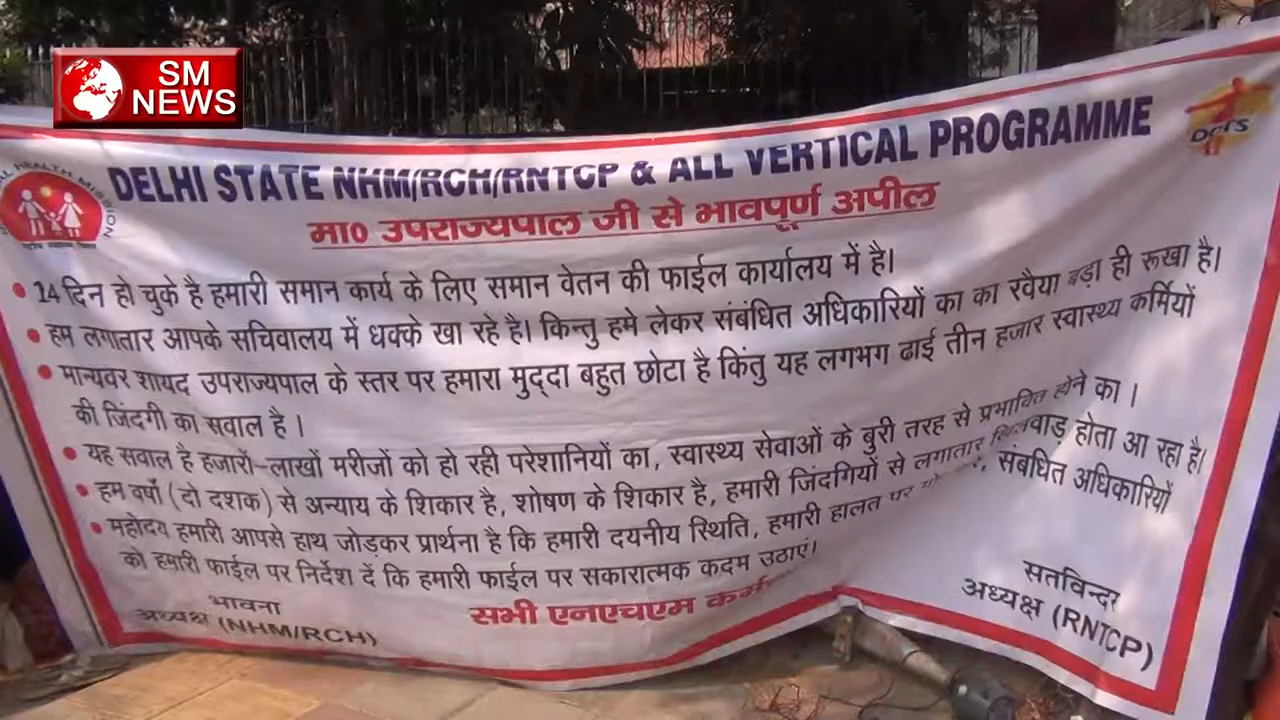 SM
NEWS
DELHI STATE NHM/RCH/RNTCP & ALL VERTICAL PROGRAMME
मा० उपराज्यपाल जी से भावपूर्ण अपील
• 14 दिन हो चुके है हमारी समान कार्य के लिए समान वेतन की फाईल कार्यालय में है।
• हम लगातार आपके सचिवालय में धक्के खा रहे है। किन्तु हमे लेकर संबंधित अधिकारियों का का रवैया बड़ा ही रूखा है।
• मान्यवर शायद उपराज्यपाल के स्तर पर हमारा मुद्दा बहुत छोटा है किंतु यह लगभग ढाई तीन हजार स्वास्थ्य कर्मियों
की जिंदगी का सवाल है ।
• यह सवाल है हजारों-लाखों मरीजों को हो रही परेशानियों का, स्वास्थ्य सेवाओं के बुरी तरह से प्रभावित होने का ।
• हम वर्षो (दो दशक) से अन्याय के शिकार है, शोषण के शिकार है, हमारी जिंदगियों से लगातार खिलवाड़ होता आ रहा है।
• महोदय हमारी आपसे हाथ जोड़कर प्रार्थना है कि हमारी दयनीय स्थिति, हमारी हालत पर संबधित अधिकारियों
को हमारी फाईल पर निर्देश दें कि हमारी फाईल पर सकारात्मक कदम उठाएं।
सभी एनएचएम
भावना
अध्यक्ष (NHM/RCH)
सतविन्दर
अध्यक्ष (RNTCP)